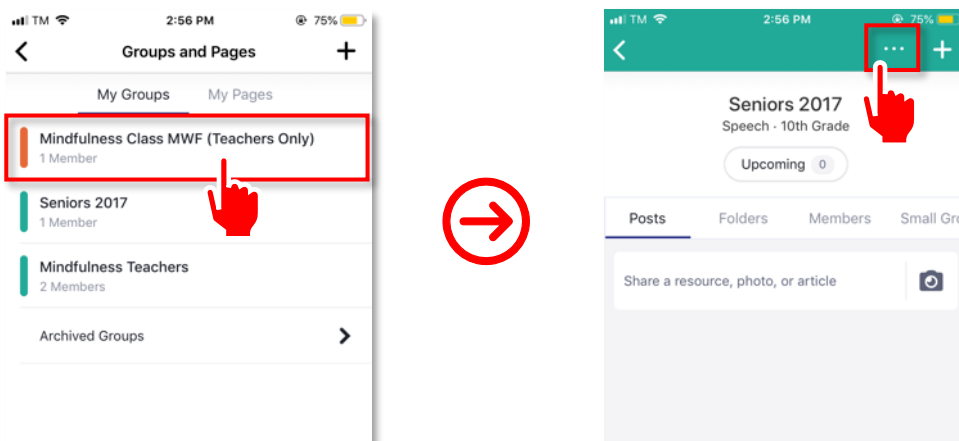 TM 2:56 PM 75%
Groups and Pages
My Groups My Pages
Mindfulness Class MWF (Teachers Only)
1 Member
Seniors 2017
1 Member
Mindfulness Teachers
2 Members
Archived Groups
TM 2:56 PM 75%
Seniors 2017
Speech · 10th Grade
Upcoming 0
Posts Folders Members Small Gro
Share a resource, photo, or article